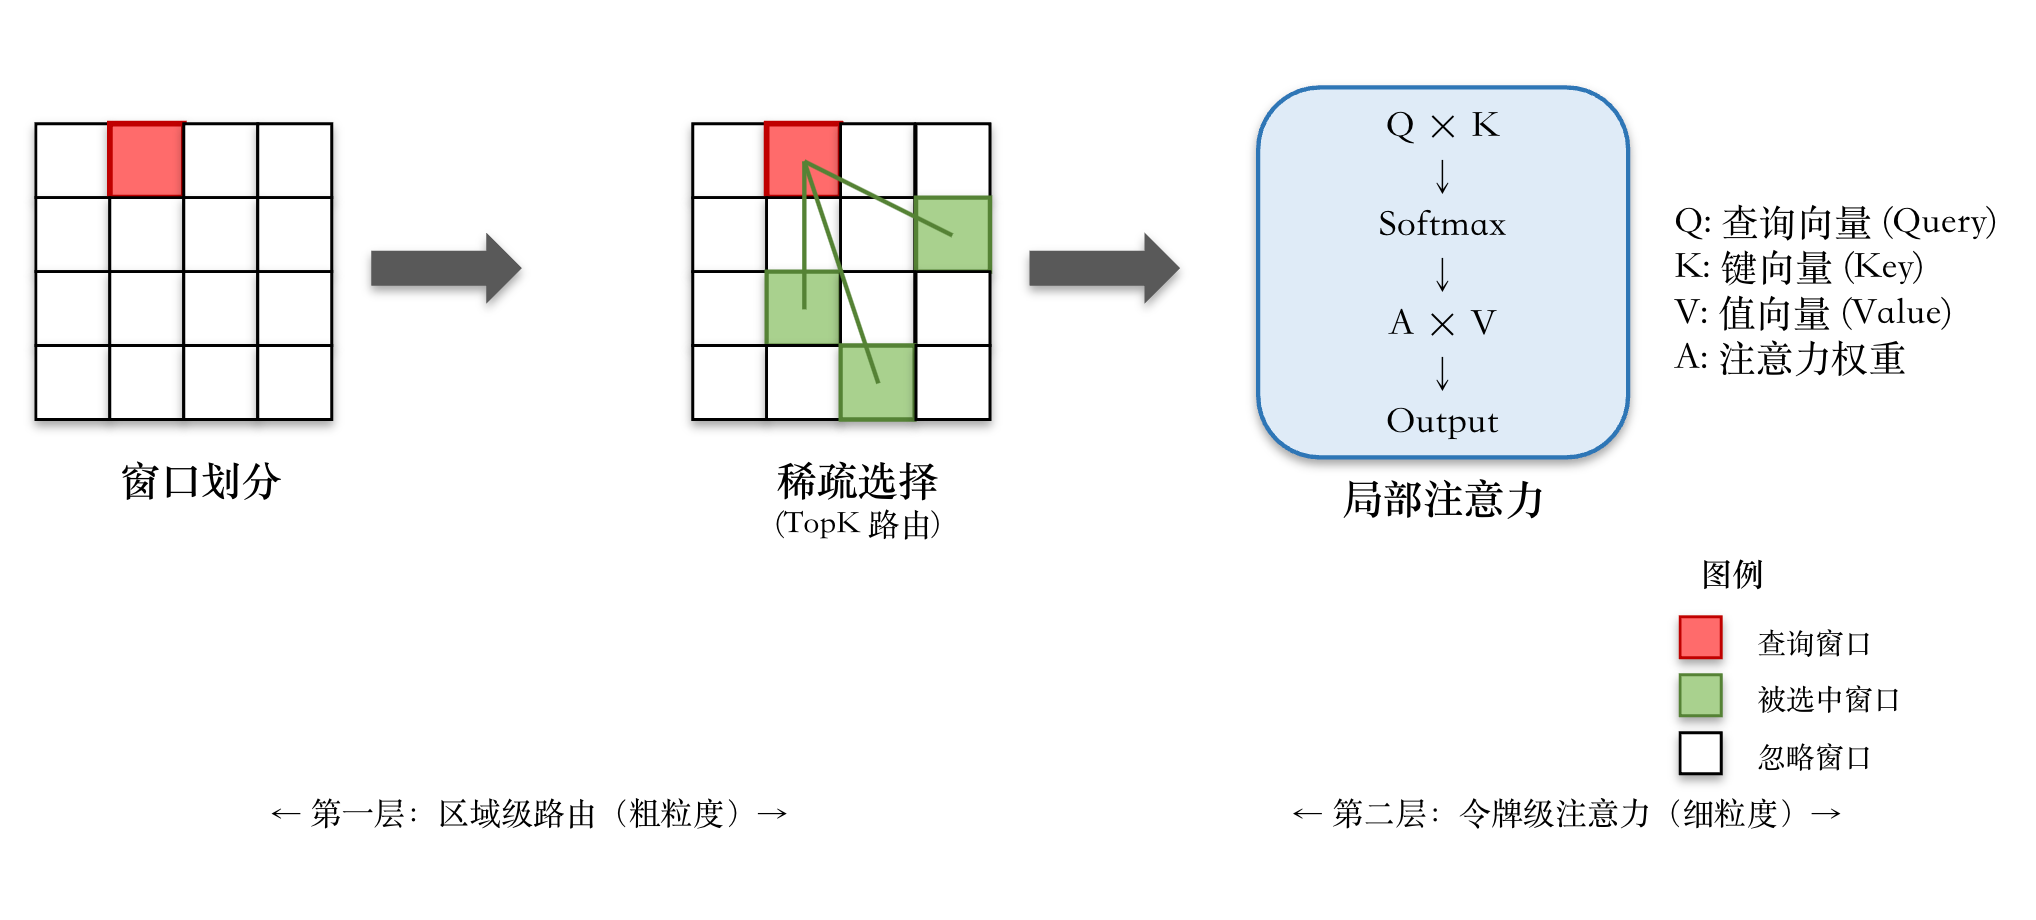 窗口划分
稀疏选择
(TopK 路由)
Q × K
↓
Softmax
↓
A × V
↓
Output
局部注意力
Q: 查询向量 (Query)
K: 键向量 (Key)
V: 值向量 (Value)
A: 注意力权重
图例
查询窗口
被选中窗口
忽略窗口
← 第一层：区域级路由（粗粒度）→
← 第二层：令牌级注意力（细粒度）→